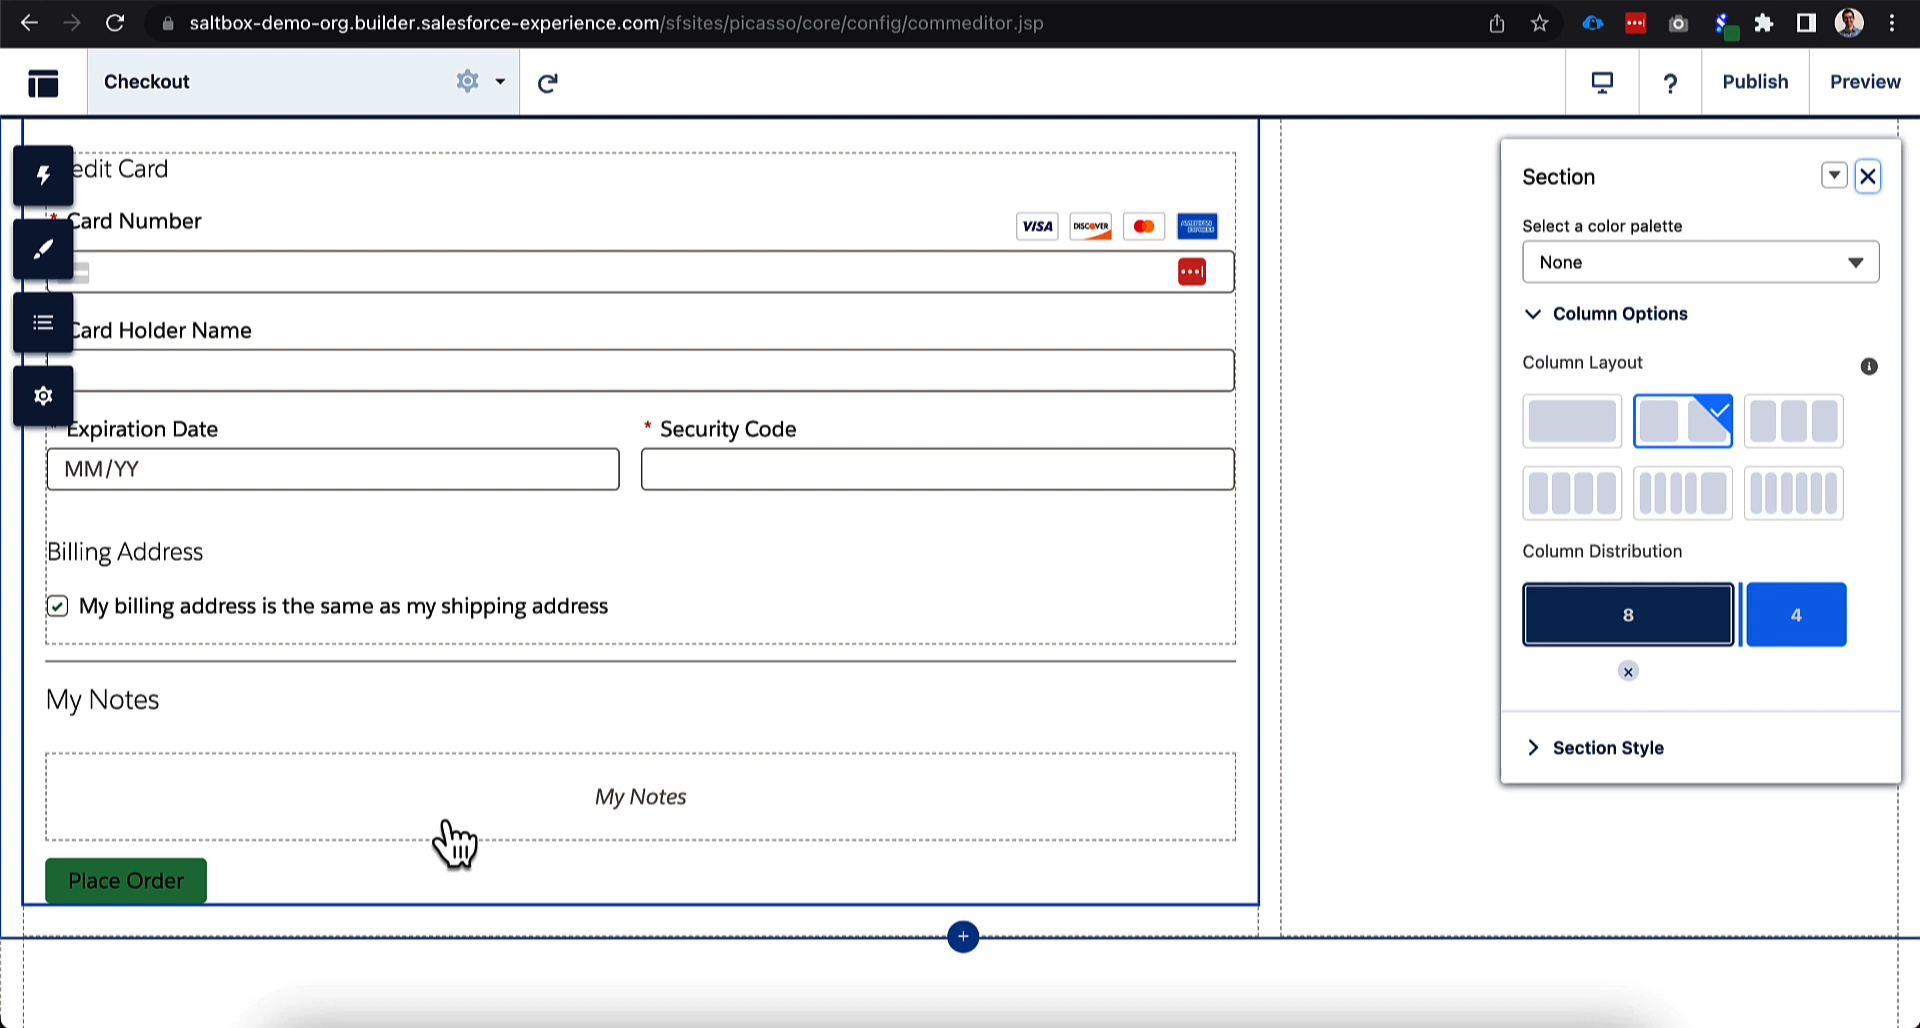 saltbox-demo-org.builder.salesforce-experience.com/sfsites/picasso/core/config/commeditor.jsp
Checkout
?
Publish
Preview
edit Card
* Card Number
VISA
DISCOVER
AMERICAN EXPRESS
Card Holder Name
Expiration Date
* Security Code
MM/YY
Billing Address
My billing address is the same as my shipping address
My Notes
My Notes
Place Order
+
Section
Select a color palette
None
Column Options
Column Layout
Column Distribution
8
4
Section Style